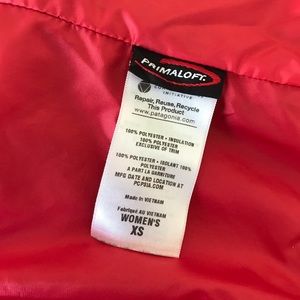 PRIMALOFT®
INITIATIVE
Repair, Reuse, Recycle
This Product
www.patagonia.com
100% POLYESTER • INSULATION
100% POLYESTER
EXCLUSIVE OF TRIM
100% POLYESTER • ISOLANT 100%
POLYESTER
A PART LA GARNITURE
MFG DATE AND LOCATION AT
PCPSIA.COM
Made in VIETNAM
Fabriqué AU VIETNAM
WOMEN'S
XS